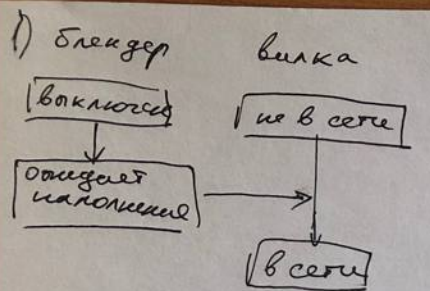 1) блендер вилка
выключен
не в сети
ожидает
наполнения
в сети